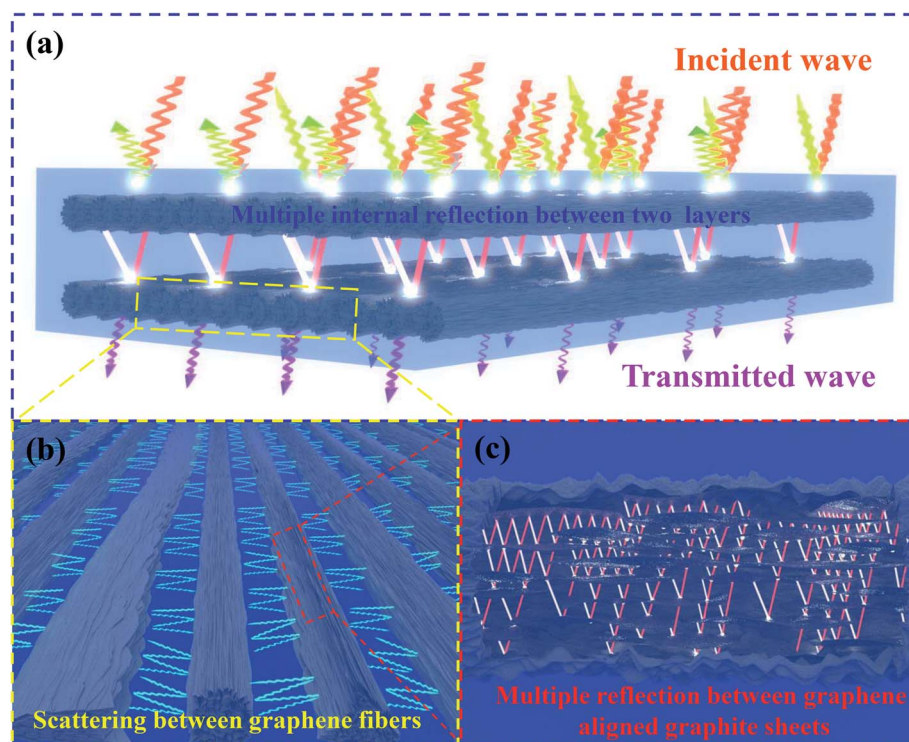 (a)
Incident wave
Multiple internal reflection between two layers
Transmitted wave
(b)
Scattering between graphene fibers
(c)
Multiple reflection between graphene
aligned graphite sheets